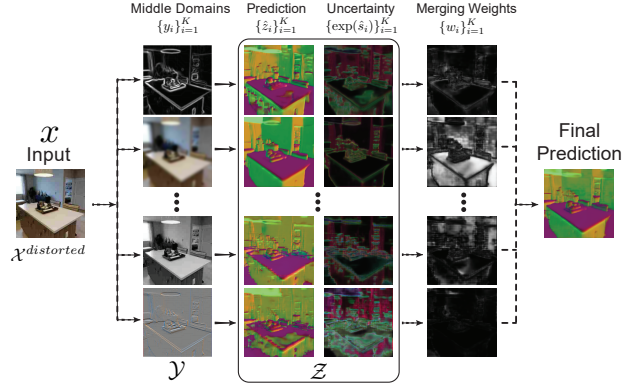 Middle Domains Prediction Uncertainty Merging Weights
{y_i}_{i=1}^K {ẑ_i}_{i=1}^K {exp(ŝ_i)}_{i=1}^K {w_i}_{i=1}^K
x
Input
𝒳^{distorted}
Final
Prediction
𝒴 𝒵